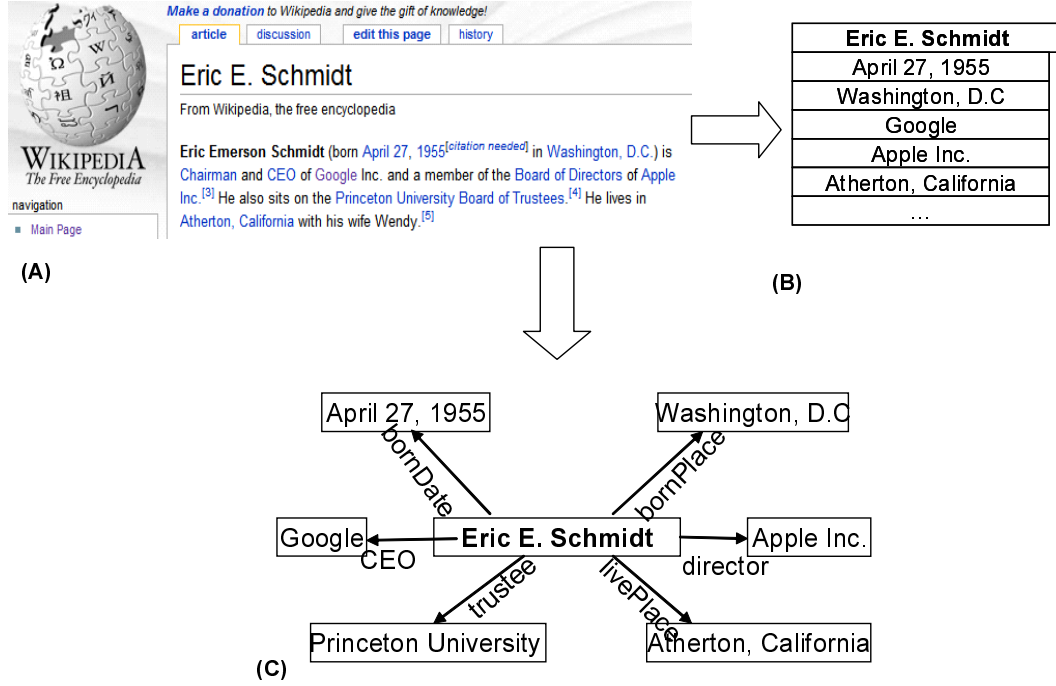 Make a donation to Wikipedia and give the gift of knowledge!
article discussion edit this page history
Eric E. Schmidt
From Wikipedia, the free encyclopedia
Eric Emerson Schmidt (born April 27, 1955[citation needed] in Washington, D.C.) is
Chairman and CEO of Google Inc. and a member of the Board of Directors of Apple
Inc.[3] He also sits on the Princeton University Board of Trustees.[4] He lives in
Atherton, California with his wife Wendy.[5]
W
Ω
И
祖
WIKIPEDIA
The Free Encyclopedia
navigation
Main Page
(A)
Eric E. Schmidt
April 27, 1955
Washington, D.C
Google
Apple Inc.
Atherton, California
...
(B)
April 27, 1955
Washington, D.C
bornDate
bornPlace
Google
CEO
Eric E. Schmidt
director
Apple Inc.
trustee
livePlace
Princeton University
Atherton, California
(C)